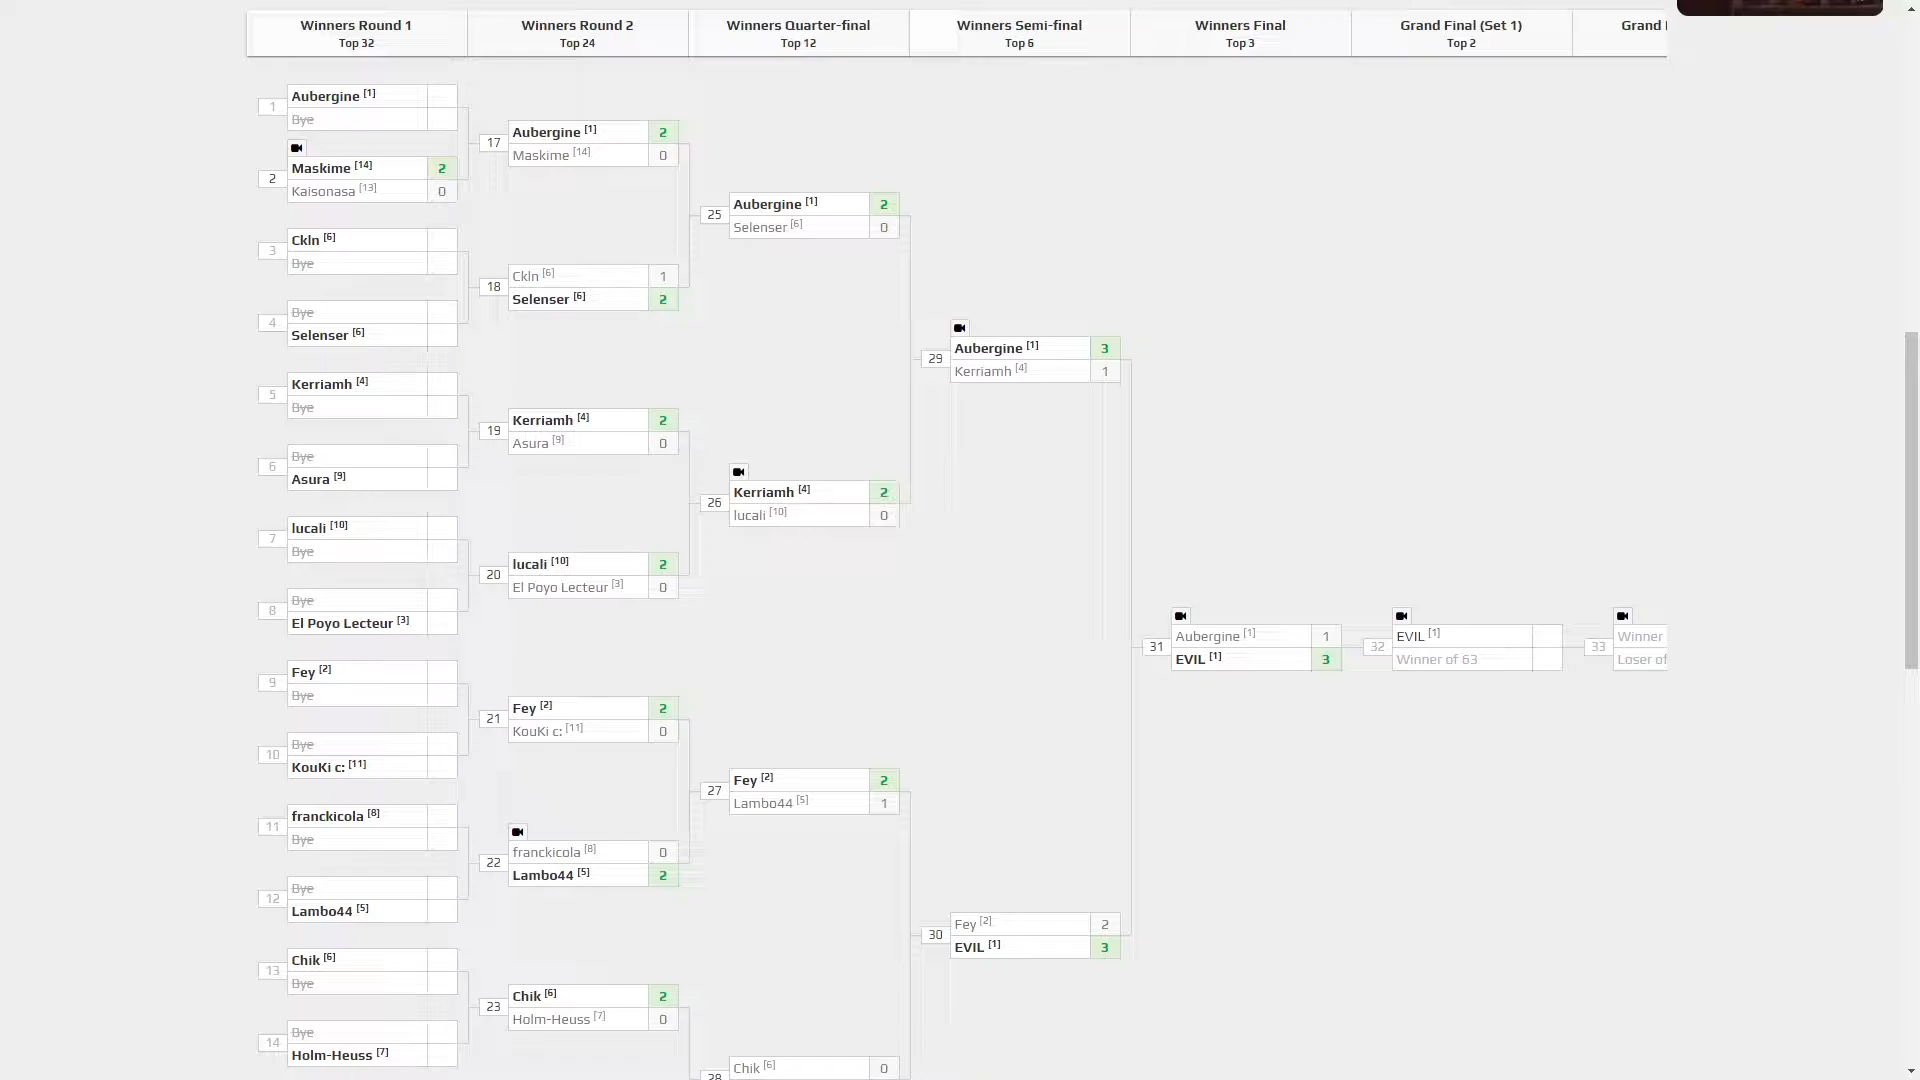 Winners Round 1
Top 32
Winners Round 2
Top 24
Winners Quarter-final
Top 12
Winners Semi-final
Top 6
Winners Final
Top 3
Grand Final (Set 1)
Top 2
Grand
1
Aubergine [1]
Bye
2
Maskime [14] 2
Kaisonasa [13] 0
3
Ckln [6]
Bye
4
Bye
Selenser [6]
5
Kerriamh [4]
Bye
6
Bye
Asura [9]
7
lucali [10]
Bye
8
Bye
El Poyo Lecteur [3]
9
Fey [2]
Bye
10
Bye
KouKi c: [11]
11
franckicola [8]
Bye
12
Bye
Lambo44 [5]
13
Chik [6]
Bye
14
Bye
Holm-Heuss [7]
17
Aubergine [1] 2
Maskime [14] 0
18
Ckln [6] 1
Selenser [6] 2
19
Kerriamh [4] 2
Asura [9] 0
20
lucali [10] 2
El Poyo Lecteur [3] 0
21
Fey [2] 2
KouKi c: [11] 0
22
franckicola [8] 0
Lambo44 [5] 2
23
Chik [6] 2
Holm-Heuss [7] 0
25
Aubergine [1] 2
Selenser [6] 0
26
Kerriamh [4] 2
lucali [10] 0
27
Fey [2] 2
Lambo44 [5] 1
28
Chik [6] 0
29
Aubergine [1] 3
Kerriamh [4] 1
30
Fey [2] 2
EVIL [1] 3
31
Aubergine [1] 1
EVIL [1] 3
32
EVIL [1]
Winner of 63
33
Winner
Loser of